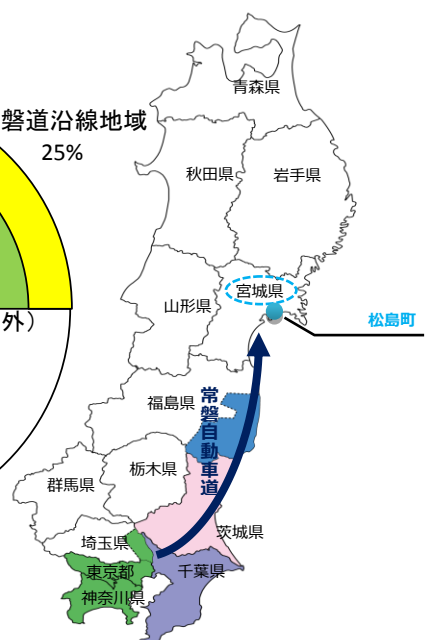 青森県
磐道沿線地域
25%
秋田県
岩手県
宮城県
山形県
外）
松島町
福島県
常磐自動車道
栃木県
群馬県
茨城県
埼玉県
東京都
千葉県
神奈川県